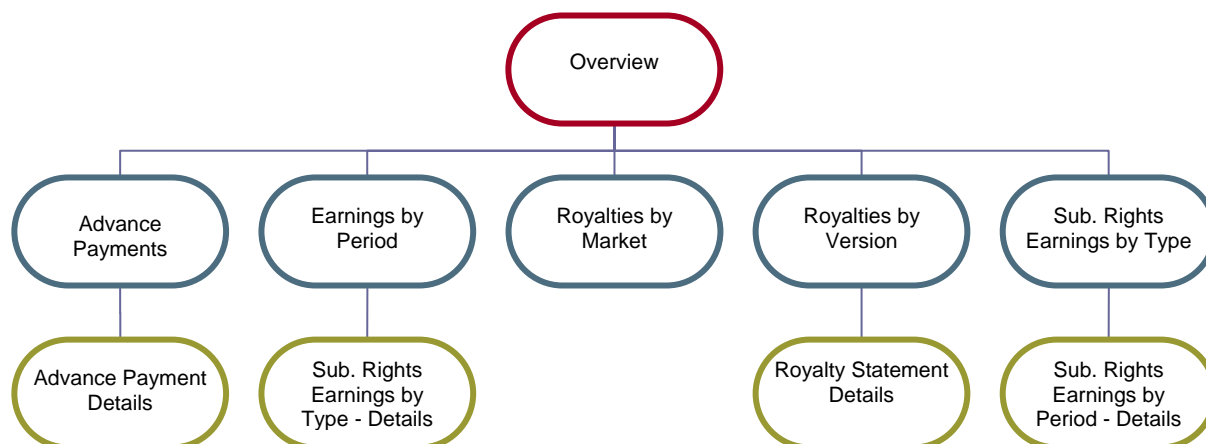 Overview
Advance
Payments
Earnings by
Period
Royalties by
Market
Royalties by
Version
Sub. Rights
Earnings by Type
Advance Payment
Details
Sub. Rights
Earnings by
Type - Details
Royalty Statement
Details
Sub. Rights
Earnings by
Period - Details